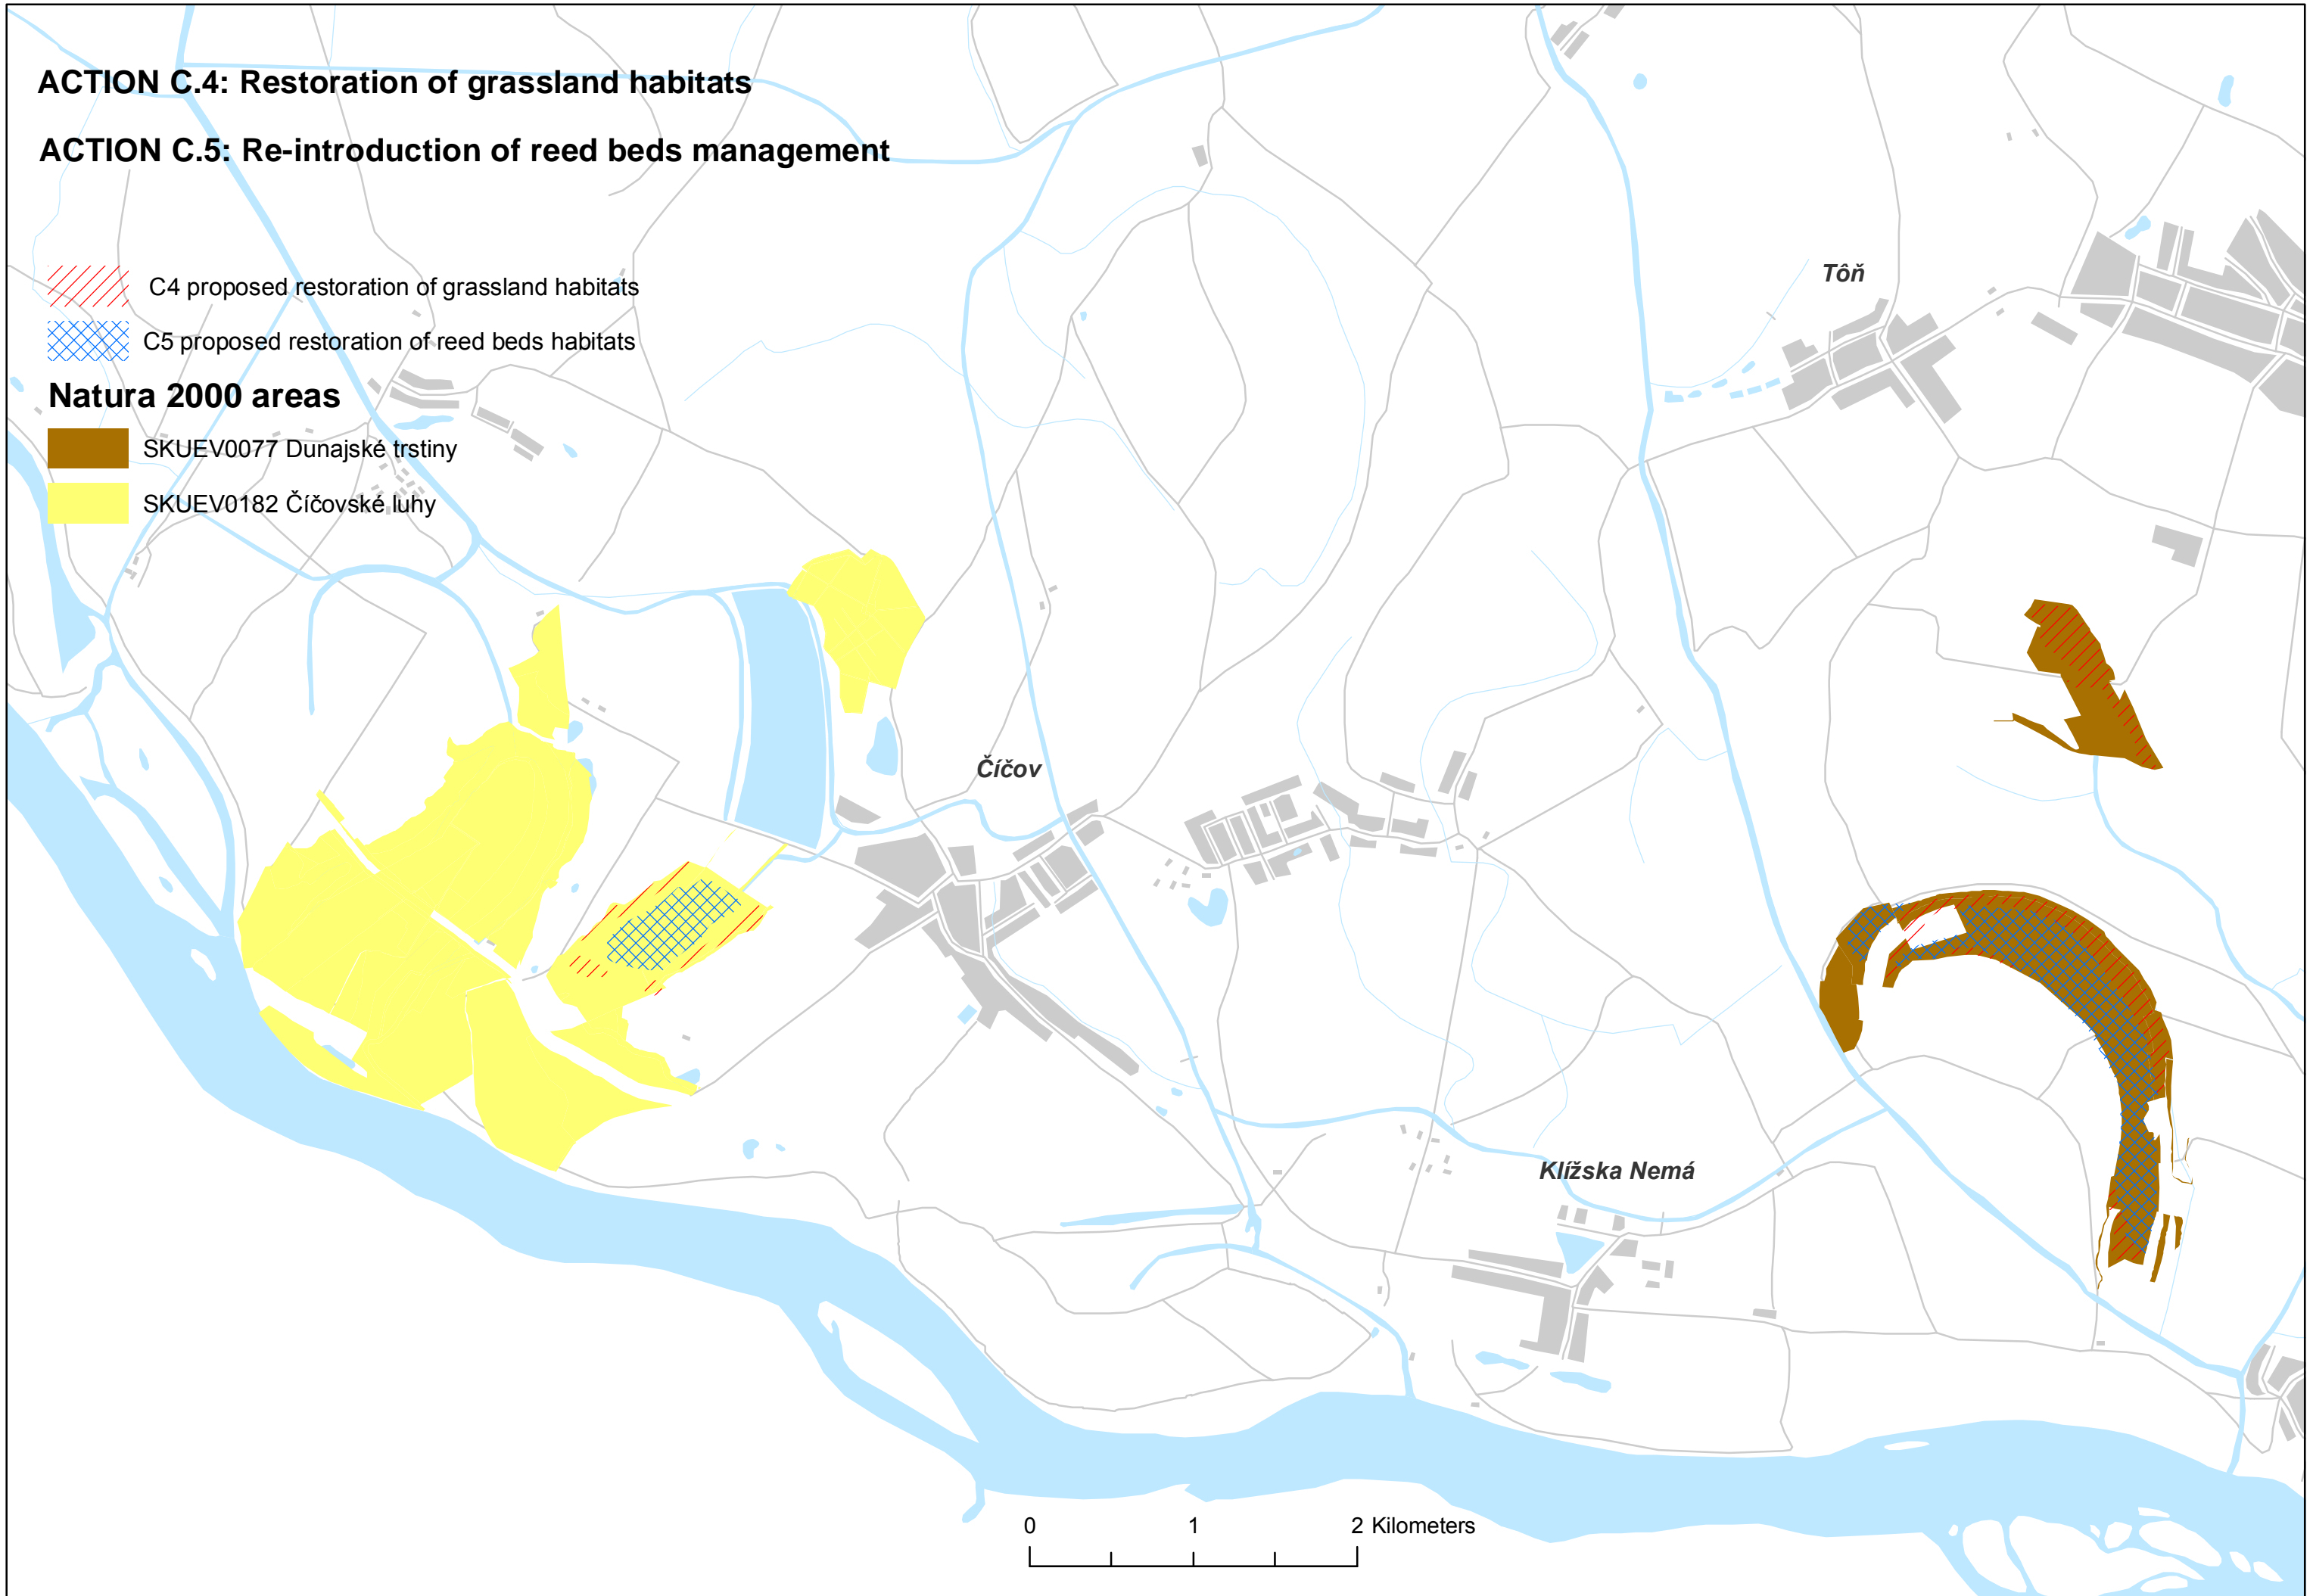 ACTION C.4: Restoration of grassland habitats
ACTION C.5: Re-introduction of reed beds management
C4 proposed restoration of grassland habitats
C5 proposed restoration of reed beds habitats
Natura 2000 areas
SKUEV0077 Dunajské trstiny
SKUEV0182 Číčovské luhy
Tôň
Číčov
Klížska Nemá
0 1 2 Kilometers